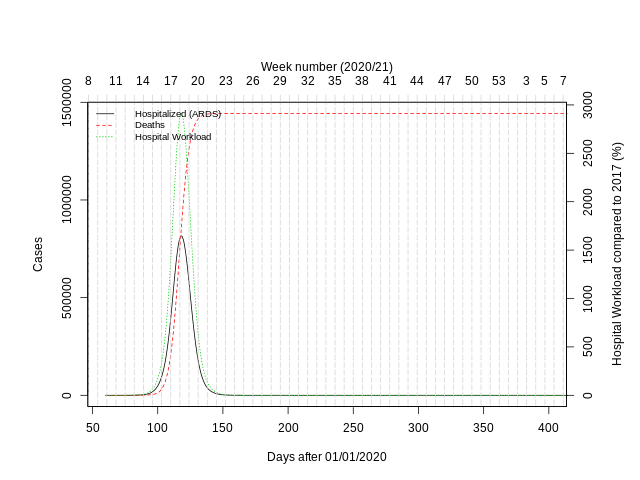 Week number (2020/21)
8 11 14 17 20 23 26 29 32 35 38 41 44 47 50 53 3 5 7
Hospitalized (ARDS)
Deaths
Hospital Workload
Cases
0 500000 1000000 1500000
Hospital Workload compared to 2017 (%)
0 500 1000 1500 2000 2500 3000
50 100 150 200 250 300 350 400
Days after 01/01/2020